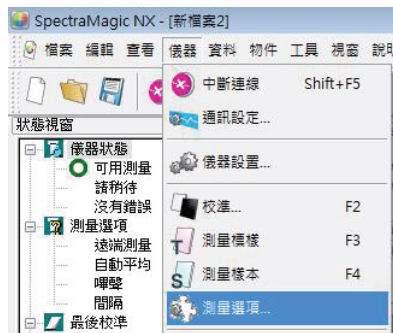 SpectraMagic NX - [新檔案2]
檔案 編輯 查看 儀器 資料 物件 工具 視窗 說明
中斷連線 Shift+F5
通訊設定...
儀器設置...
校準... F2
測量標樣 F3
測量樣本 F4
測量選項...
狀態視窗
儀器狀態
可用測量
請稍待
沒有錯誤
測量選項
遠端測量
自動平均
嗶聲
間隔
最後校準